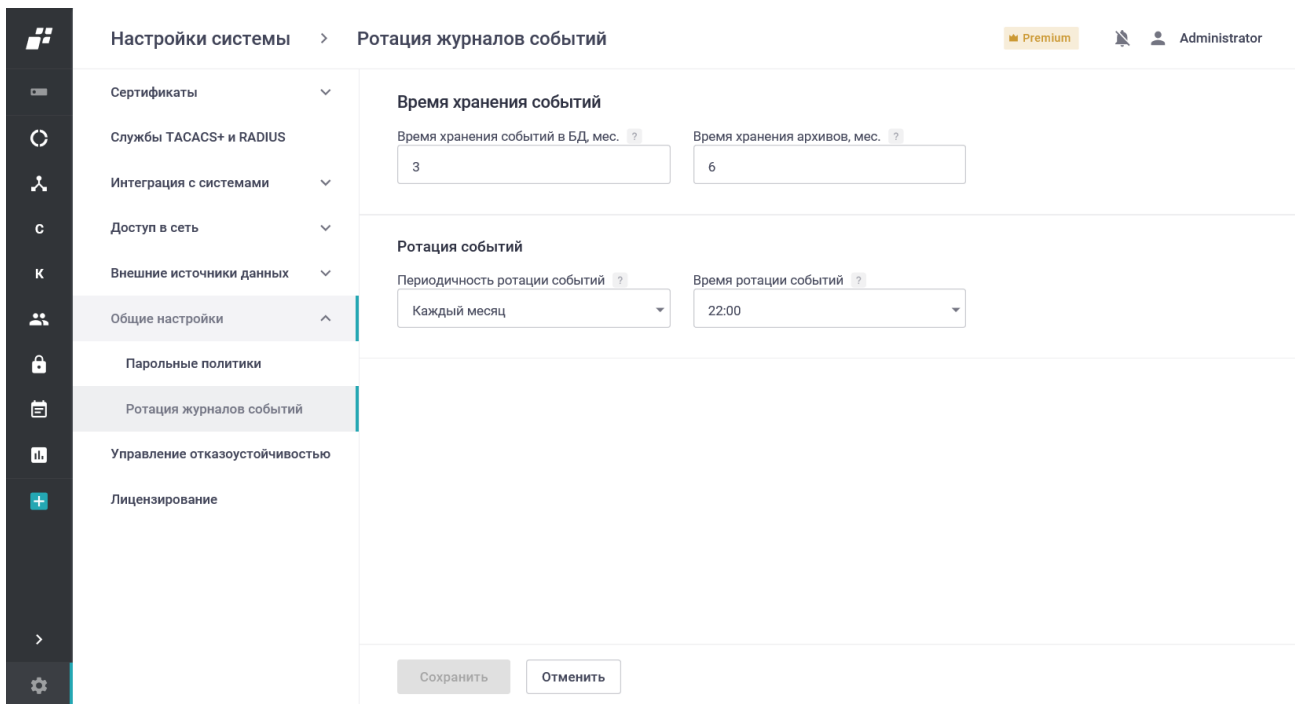 Настройки системы > Ротация журналов событий
Premium
Administrator
Сертификаты
Службы TACACS+ и RADIUS
Интеграция с системами
Доступ в сеть
Внешние источники данных
Общие настройки
Парольные политики
Ротация журналов событий
Управление отказоустойчивостью
Лицензирование
С
К
Время хранения событий
Время хранения событий в БД, мес. ? Время хранения архивов, мес. ?
3 6
Ротация событий
Периодичность ротации событий ? Время ротации событий ?
Каждый месяц 22:00
Сохранить Отменить